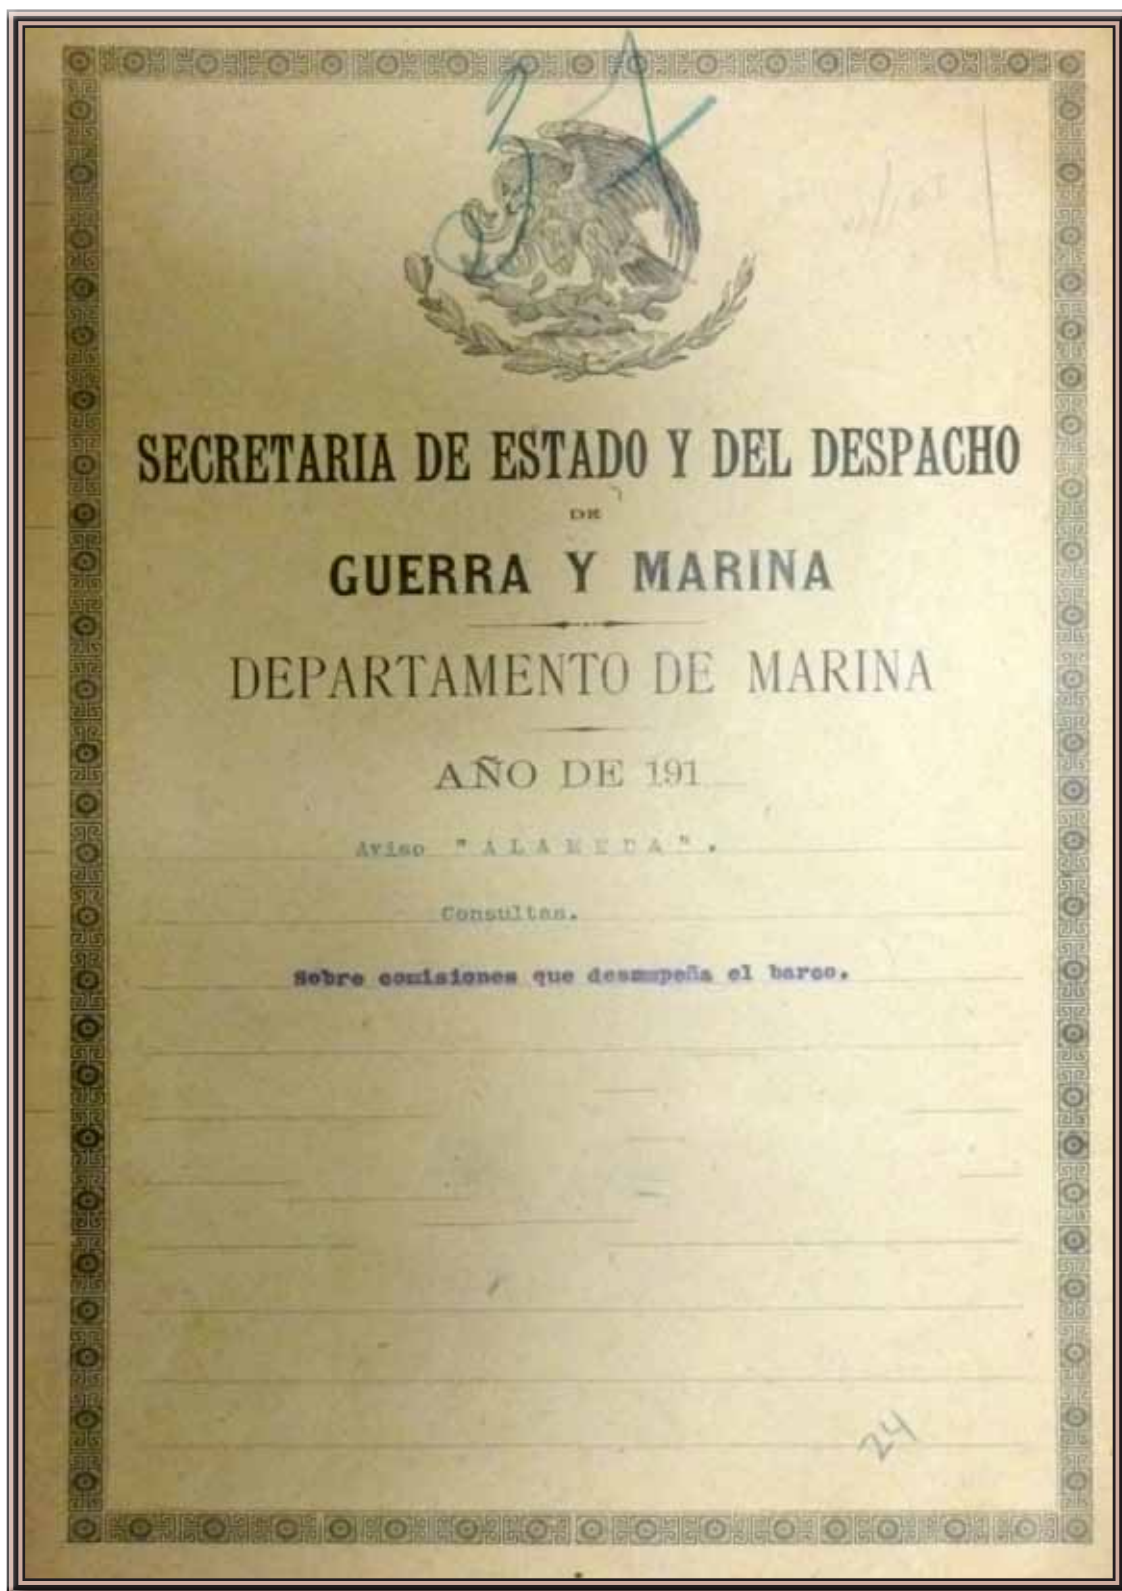 SECRETARIA DE ESTADO Y DEL DESPACHO
DE
GUERRA Y MARINA
DEPARTAMENTO DE MARINA
AÑO DE 191
Aviso "ALAMEDA".
Consultas.
Sobre comisiones que desempeña el barco.
24